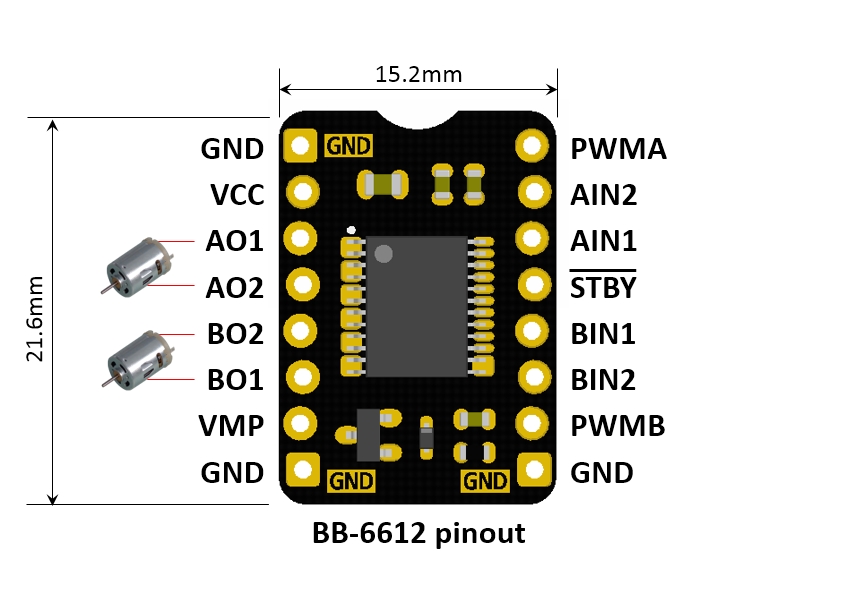 15.2mm
21.6mm
GND
VCC
AO1
AO2
BO2
BO1
VMP
GND
GND
GND
GND
PWMA
AIN2
AIN1
STBY
BIN1
BIN2
PWMB
GND
BB-6612 pinout